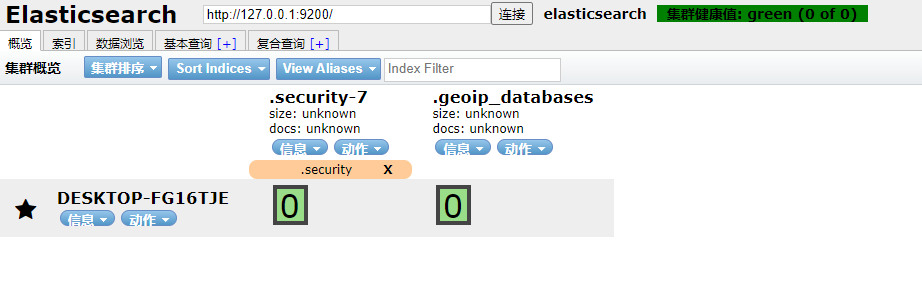 Elasticsearch http://127.0.0.1:9200/ 连接 elasticsearch 集群健康值: green (0 of 0)
概览 索引 数据浏览 基本查询 [+] 复合查询 [+]
集群概览 集群排序 Sort Indices View Aliases Index Filter
.security-7 .geoip_databases
size: unknown size: unknown
docs: unknown docs: unknown
信息 动作 信息 动作
.security X
DESKTOP-FG16TJE 0 0
信息 动作